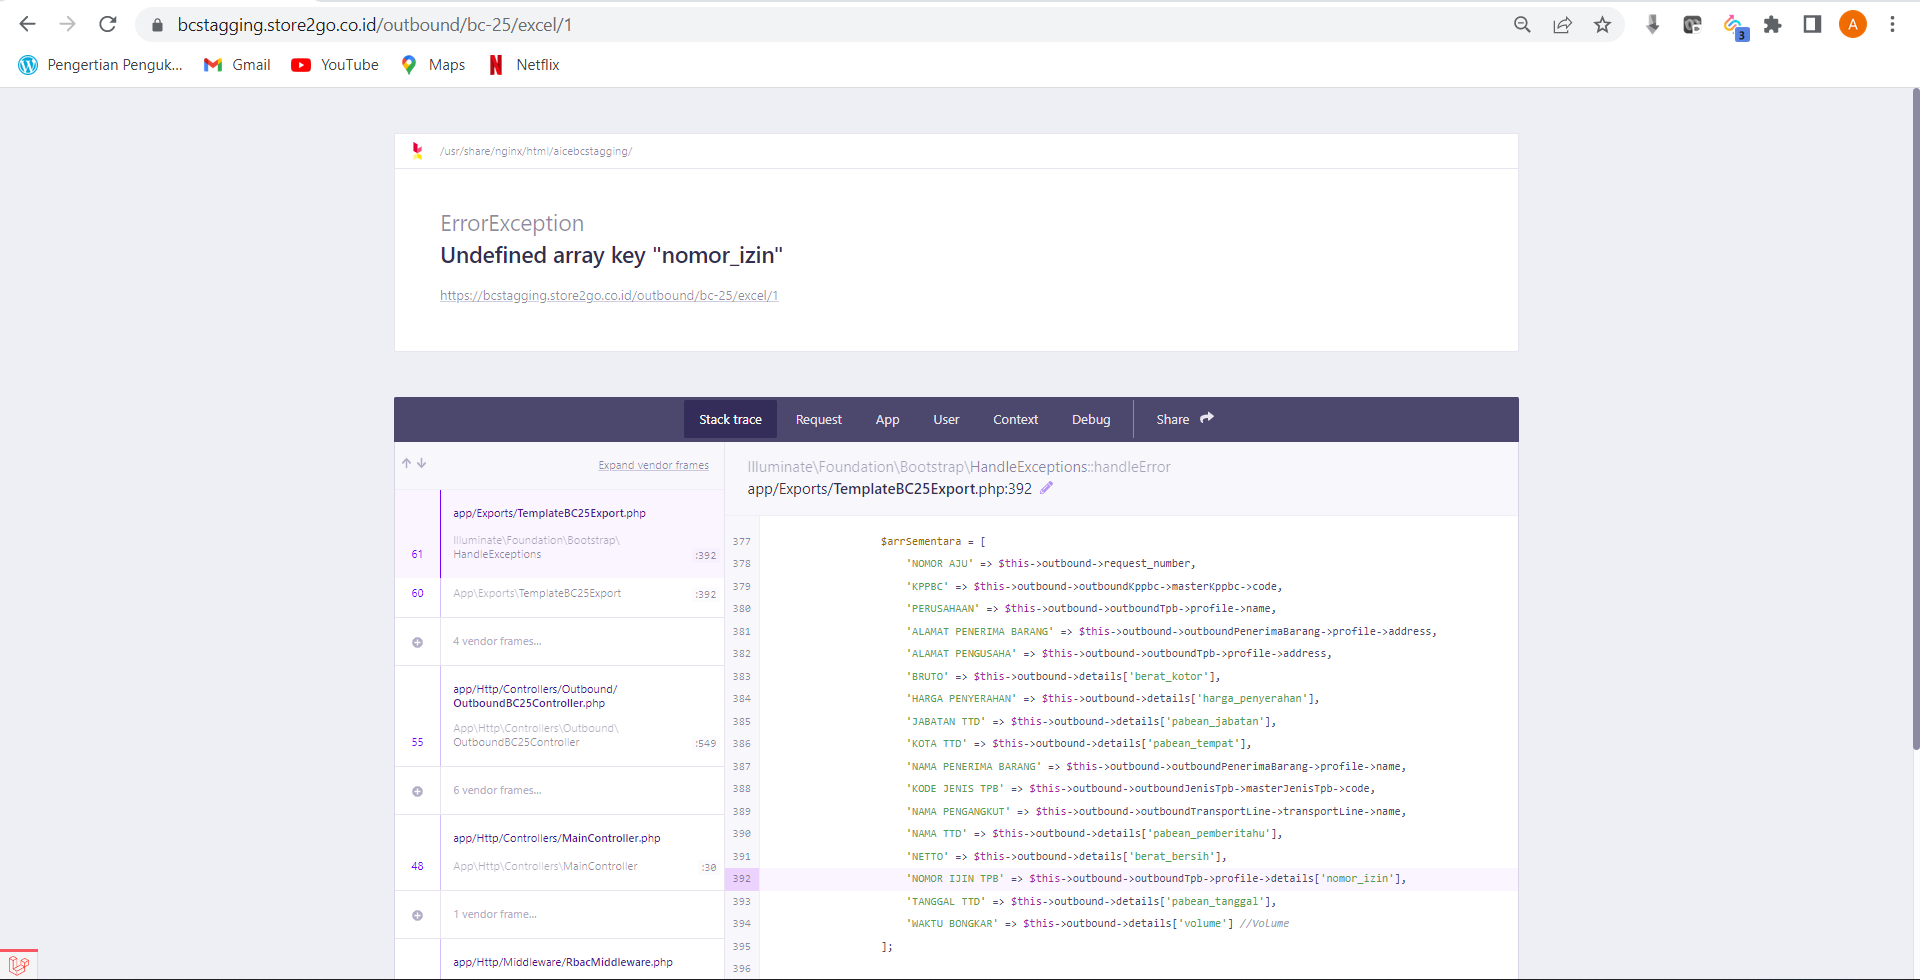 bcstagging.store2go.co.id/outbound/bc-25/excel/1
3
A
Pengertian Penguk...
Gmail
YouTube
Maps
Netflix
/usr/share/nginx/html/aicebcstagging/
ErrorException
Undefined array key "nomor_izin"
https://bcstagging.store2go.co.id/outbound/bc-25/excel/1
Stack trace
Request
App
User
Context
Debug
Share
Expand vendor frames
app/Exports/TemplateBC25Export.php
Illuminate\Foundation\Bootstrap\
61 HandleExceptions :392
60 App\Exports\TemplateBC25Export :392
4 vendor frames...
app/Http/Controllers/Outbound/
OutboundBC25Controller.php
App\Http\Controllers\Outbound\
55 OutboundBC25Controller :549
6 vendor frames...
app/Http/Controllers/MainController.php
48 App\Http\Controllers\MainController :30
1 vendor frame...
app/Http/Middleware/RbacMiddleware.php
Illuminate\Foundation\Bootstrap\HandleExceptions::handleError
app/Exports/TemplateBC25Export.php:392
377 $arrSementara = [
378 'NOMOR AJU' => $this->outbound->request_number,
379 'KPPBC' => $this->outbound->outboundKppbc->masterKppbc->code,
380 'PERUSAHAAN' => $this->outbound->outboundTpb->profile->name,
381 'ALAMAT PENERIMA BARANG' => $this->outbound->outboundPenerimaBarang->profile->address,
382 'ALAMAT PENGUSAHA' => $this->outbound->outboundTpb->profile->address,
383 'BRUTO' => $this->outbound->details['berat_kotor'],
384 'HARGA PENYERAHAN' => $this->outbound->details['harga_penyerahan'],
385 'JABATAN TTD' => $this->outbound->details['pabean_jabatan'],
386 'KOTA TTD' => $this->outbound->details['pabean_tempat'],
387 'NAMA PENERIMA BARANG' => $this->outbound->outboundPenerimaBarang->profile->name,
388 'KODE JENIS TPB' => $this->outbound->outboundJenisTpb->masterJenisTpb->code,
389 'NAMA PENGANGKUT' => $this->outbound->outboundTransportLine->transportLine->name,
390 'NAMA TTD' => $this->outbound->details['pabean_pemberitahu'],
391 'NETTO' => $this->outbound->details['berat_bersih'],
392 'NOMOR IJIN TPB' => $this->outbound->outboundTpb->profile->details['nomor_izin'],
393 'TANGGAL TTD' => $this->outbound->details['pabean_tanggal'],
394 'WAKTU BONGKAR' => $this->outbound->details['volume'] //Volume
395 ];
396